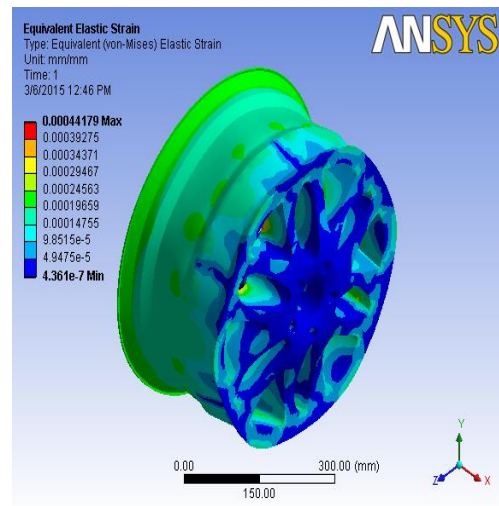 Equivalent Elastic Strain
Type: Equivalent (von-Mises) Elastic Strain
Unit: mm/mm
Time: 1
3/6/2015 12:46 PM
ANSYS
0.00044179 Max
0.00039275
0.00034371
0.00029467
0.00024563
0.00019659
0.00014755
9.8515e-5
4.9475e-5
4.361e-7 Min
0.00 300.00 (mm)
150.00
Y
Z X